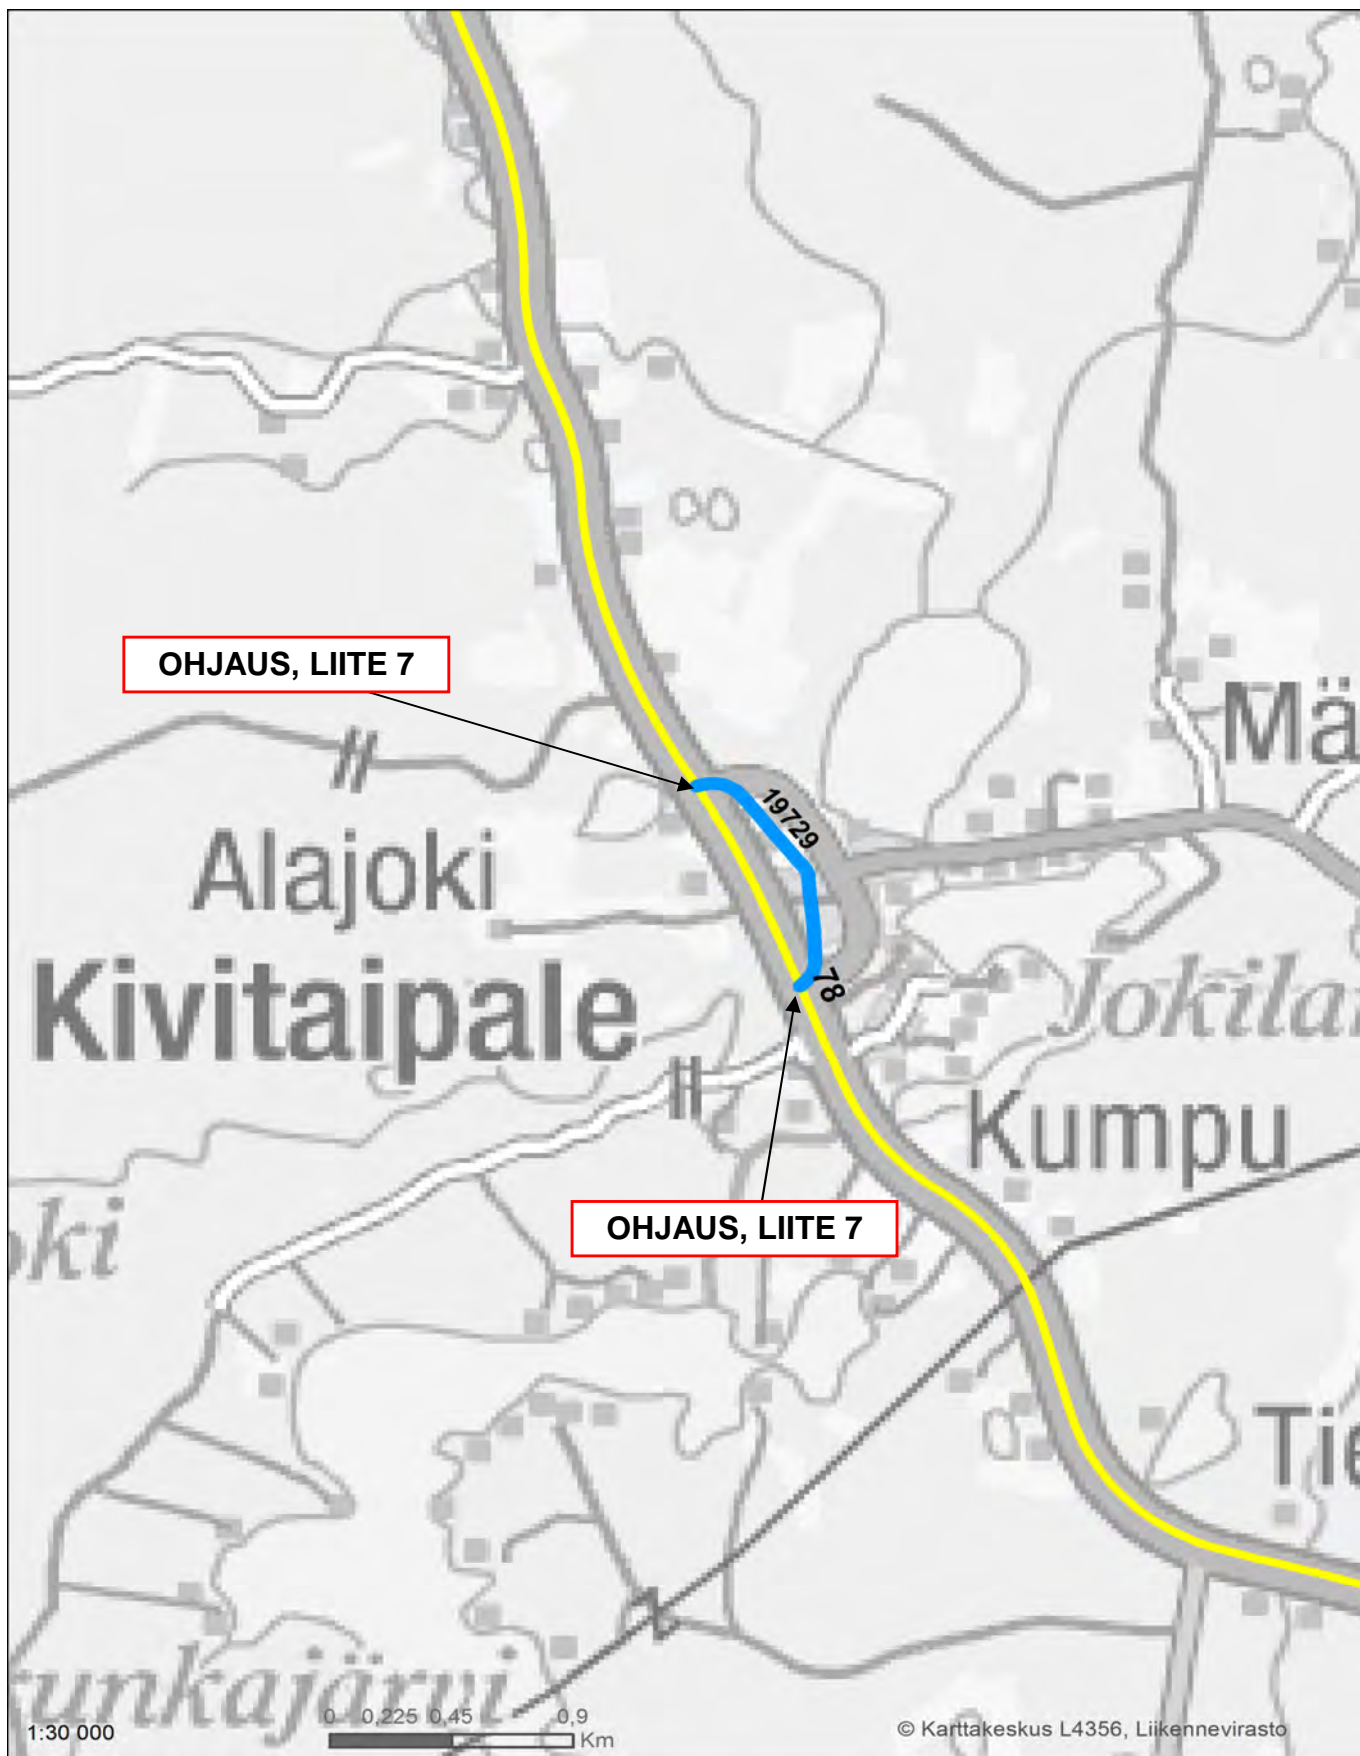 OHJAUS, LIITE 7
Mä
19729
Alajoki
Kivitaipale
78
Jokilar
Kumpu
OHJAUS, LIITE 7
oki
Tie
unkajärvi
0 0,225 0,45 0,9
Km
1:30 000
© Karttakeskus L4356, Liikennevirasto